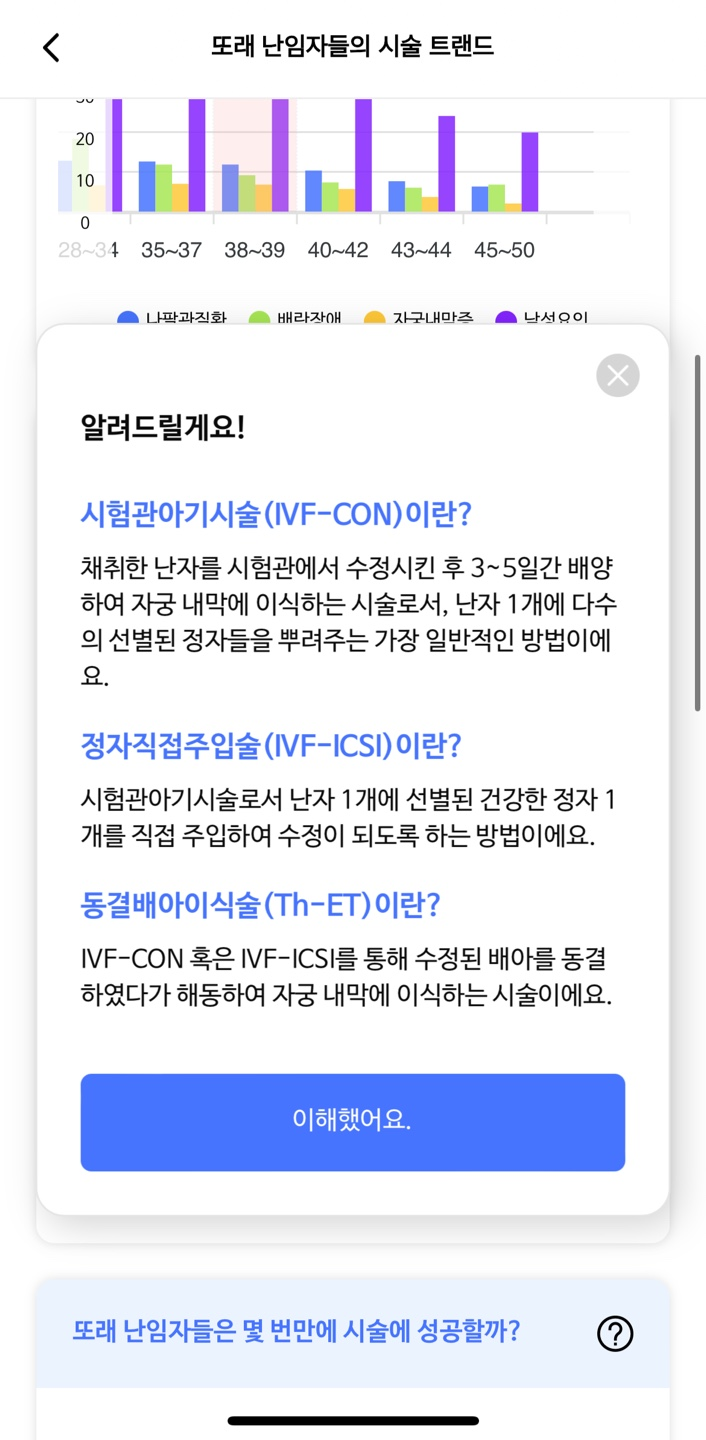 또래 난임자들의 시술 트랜드
30
20
10
0
28~34 35~37 38~39 40~42 43~44 45~50
나팔관질환 배란장애 자궁내막증 남성요인
알려드릴게요!
시험관아기시술(IVF-CON)이란?
채취한 난자를 시험관에서 수정시킨 후 3~5일간 배양
하여 자궁 내막에 이식하는 시술로서, 난자 1개에 다수
의 선별된 정자들을 뿌려주는 가장 일반적인 방법이에
요.
정자직접주입술(IVF-ICSI)이란?
시험관아기시술로서 난자 1개에 선별된 건강한 정자 1
개를 직접 주입하여 수정이 되도록 하는 방법이에요.
동결배아이식술(Th-ET)이란?
IVF-CON 혹은 IVF-ICSI를 통해 수정된 배아를 동결
하였다가 해동하여 자궁 내막에 이식하는 시술이에요.
이해했어요.
또래 난임자들은 몇 번만에 시술에 성공할까?
?